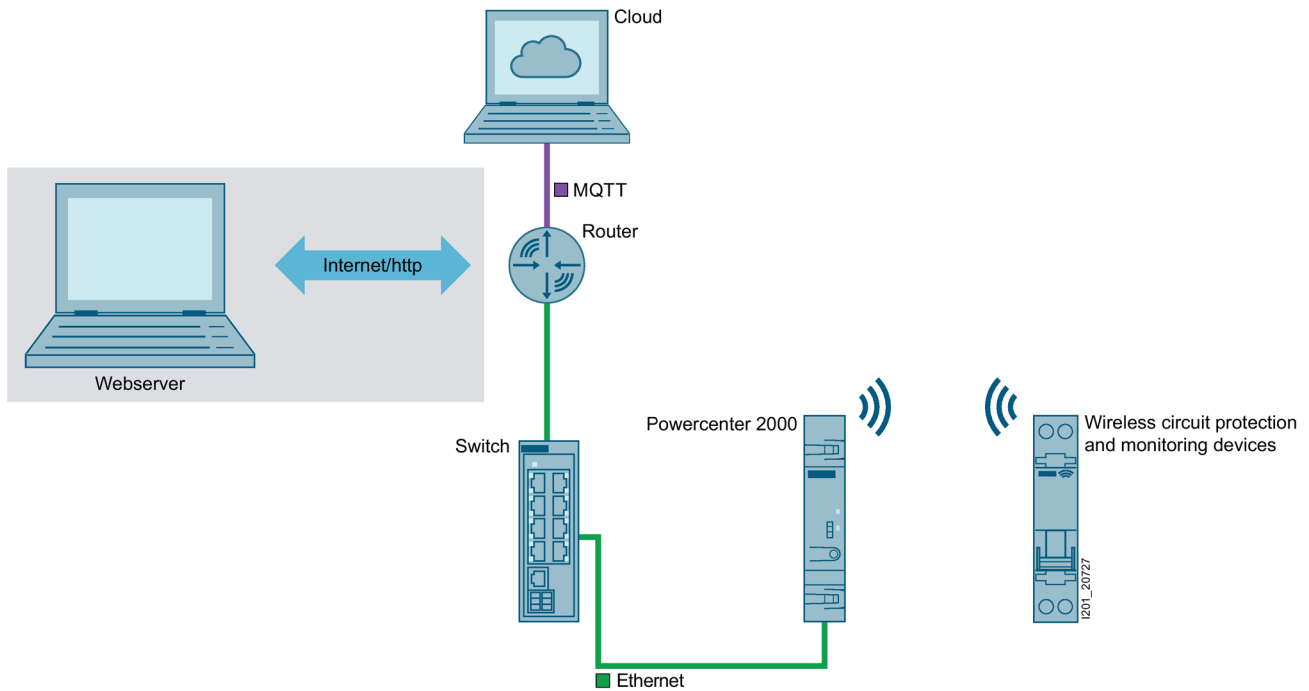 Cloud
MQTT
Router
Internet/http
Webserver
Switch
Powercenter 2000
Wireless circuit protection
and monitoring devices
I201_20727
Ethernet